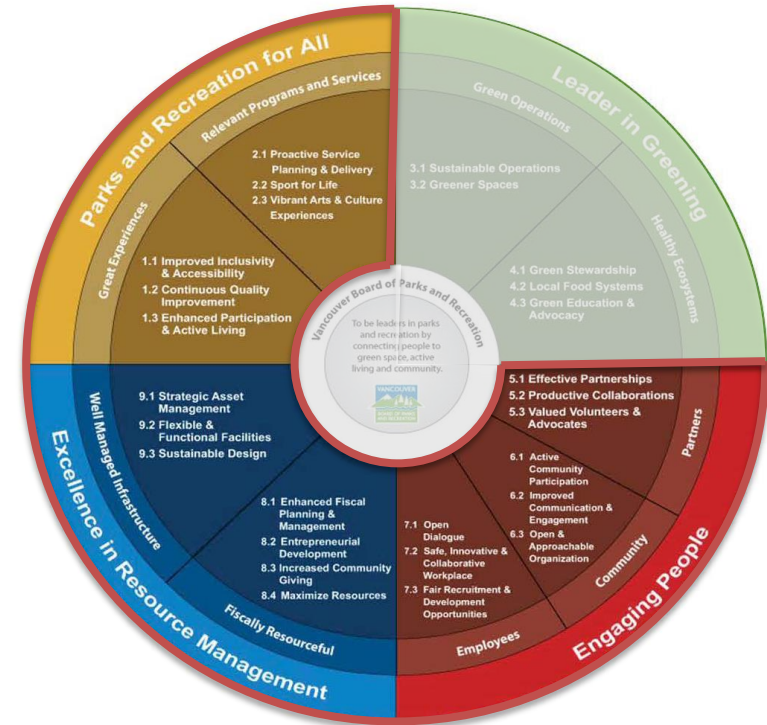 Parks and Recreation for All
Relevant Programs and Services
2.1 Proactive Service
Planning & Delivery
2.2 Sport for Life
2.3 Vibrant Arts & Culture
Experiences
Great Experiences
1.1 Improved Inclusivity
& Accessibility
1.2 Continuous Quality
Improvement
1.3 Enhanced Participation
& Active Living
Leader in Greening
Green Operations
3.1 Sustainable Operations
3.2 Greener Spaces
Healthy Ecosystems
4.1 Green Stewardship
4.2 Local Food Systems
4.3 Green Education &
Advocacy
Vancouver Board of Parks and Recreation
To be leaders in parks
and recreation by
connecting people to
green space, active
living and community.
VANCOUVER
BOARD OF PARKS
AND RECREATION
Engaging People
Partners
5.1 Effective Partnerships
5.2 Productive Collaborations
5.3 Valued Volunteers &
Advocates
Community
6.1 Active
Community
Participation
6.2 Improved
Communication &
Engagement
6.3 Open &
Approachable
Organization
Employees
7.1 Open
Dialogue
7.2 Safe, Innovative &
Collaborative
Workplace
7.3 Fair Recruitment &
Development
Opportunities
Excellence in Resource Management
Fiscally Resourceful
8.1 Enhanced Fiscal
Planning &
Management
8.2 Entrepreneurial
Development
8.3 Increased Community
Giving
8.4 Maximize Resources
Well Managed Infrastructure
9.1 Strategic Asset
Management
9.2 Flexible &
Functional Facilities
9.3 Sustainable Design